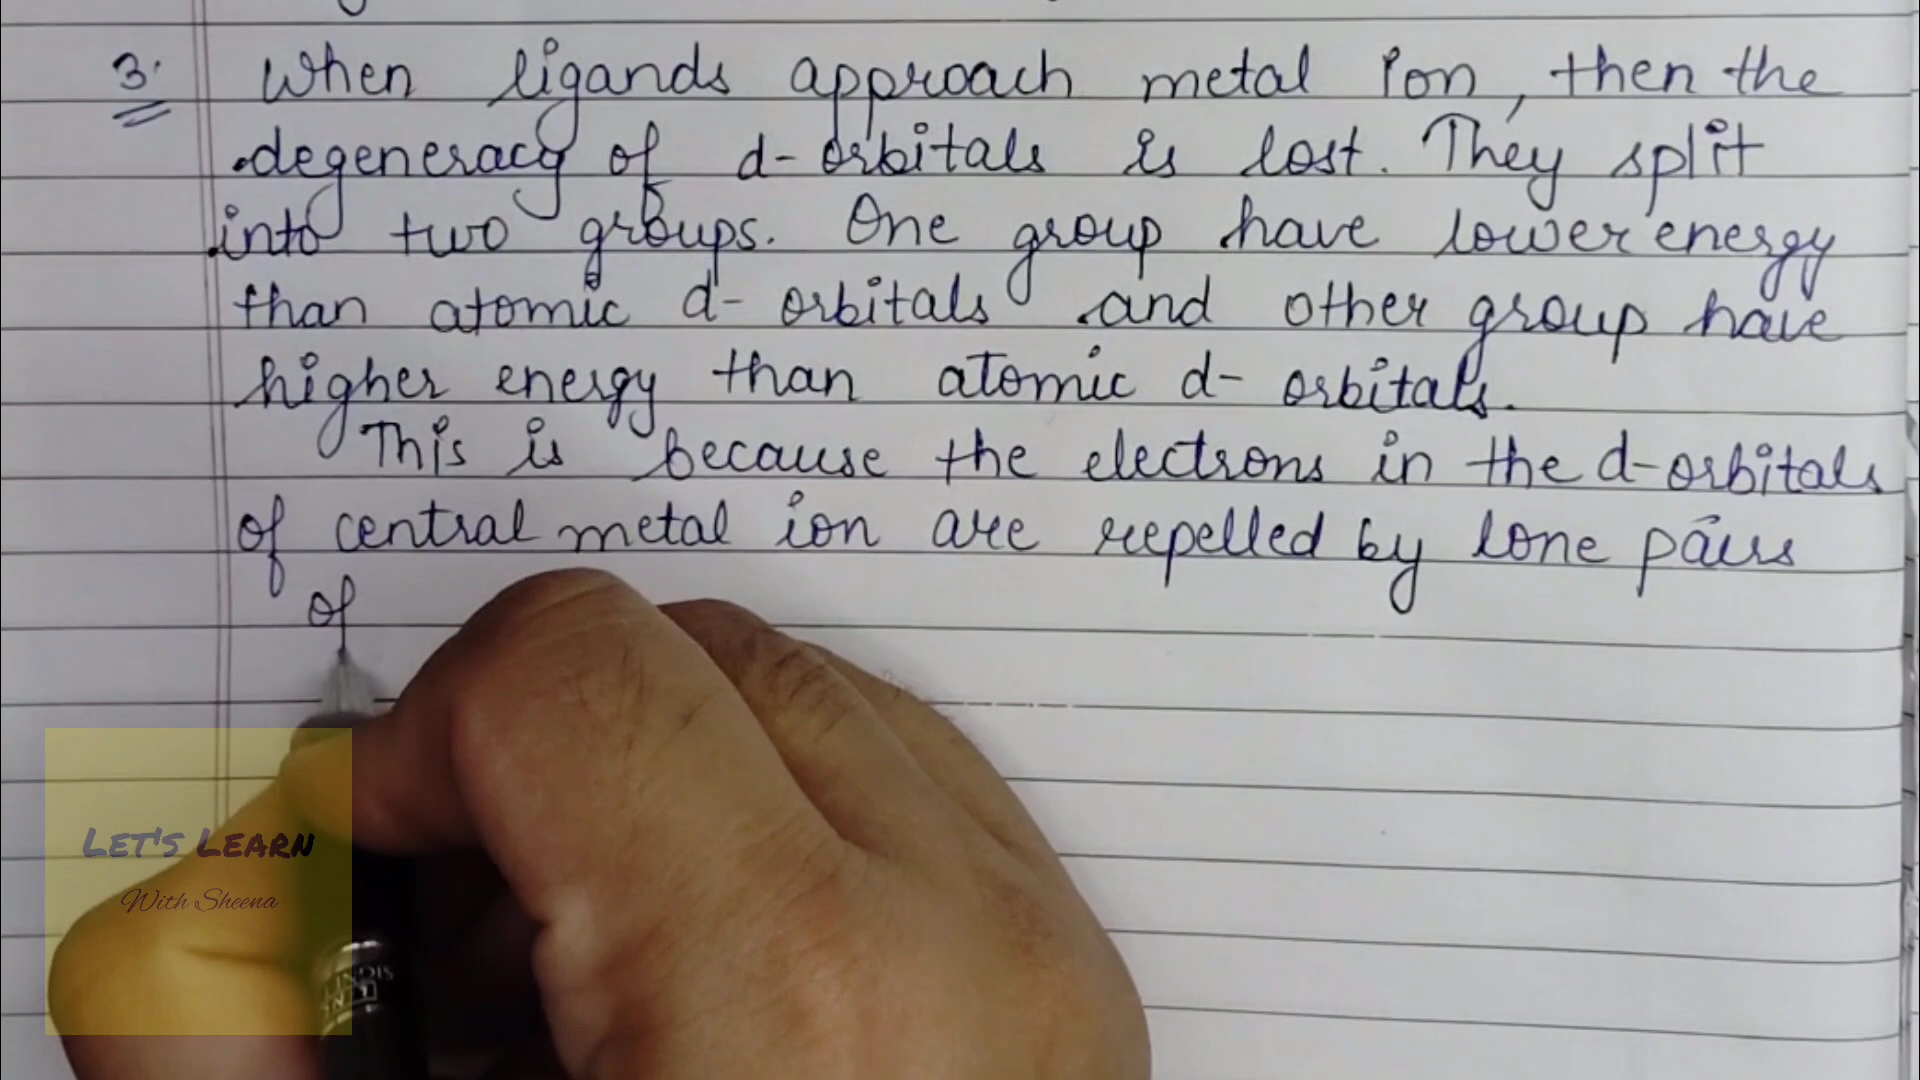 3. When ligands approach metal ion, then the
degeneracy of d-orbitals is lost. They split
into two groups. One group have lower energy
than atomic d-orbitals and other group have
higher energy than atomic d-orbitals.
This is because the electrons in the d-orbitals
of central metal ion are repelled by lone pairs
of
LET'S LEARN
With Sheena